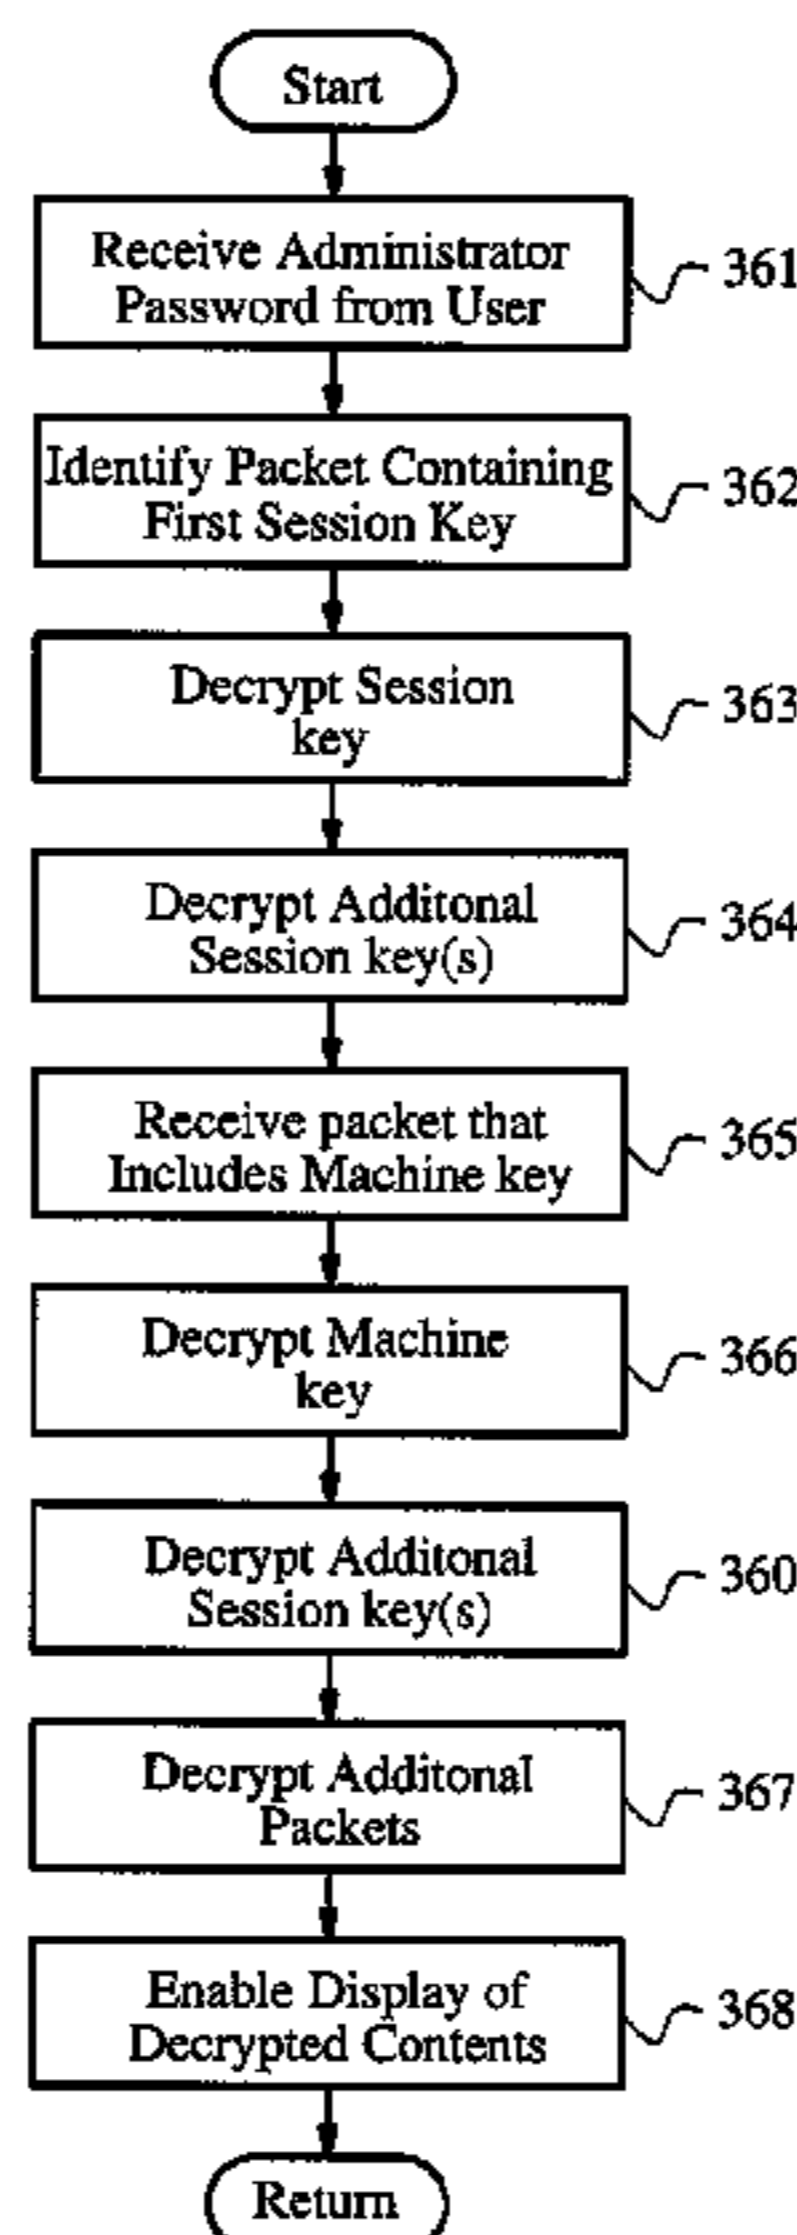 Start
Receive Administrator
Password from User
361
Identify Packet Containing
First Session Key
362
Decrypt Session
key
363
Decrypt Additonal
Session key(s)
364
Receive packet that
Includes Machine key
365
Decrypt Machine
key
366
Decrypt Additonal
Session key(s)
360
Decrypt Additonal
Packets
367
Enable Display of
Decrypted Contents
368
Return